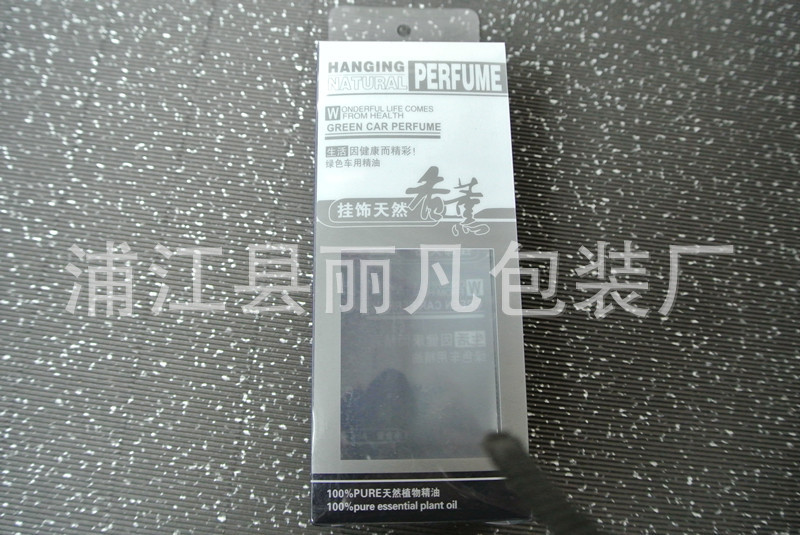 HANGING
NATURAL PERFUME
WONDERFUL LIFE COMES
FROM HEALTH
GREEN CAR PERFUME
生活因健康而精彩!
绿色车用精油
挂饰天然香薰
浦江县丽凡包装厂
100%PURE天然植物精油
100%pure essential plant oil